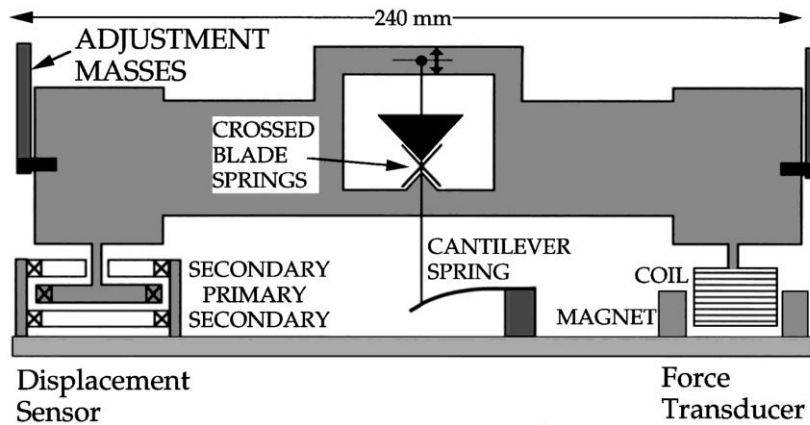 240 mm
ADJUSTMENT
MASSES
CROSSED
BLADE
SPRINGS
CANTILEVER
SPRING
SECONDARY
PRIMARY
SECONDARY
COIL
MAGNET
Displacement
Sensor
Force
Transducer